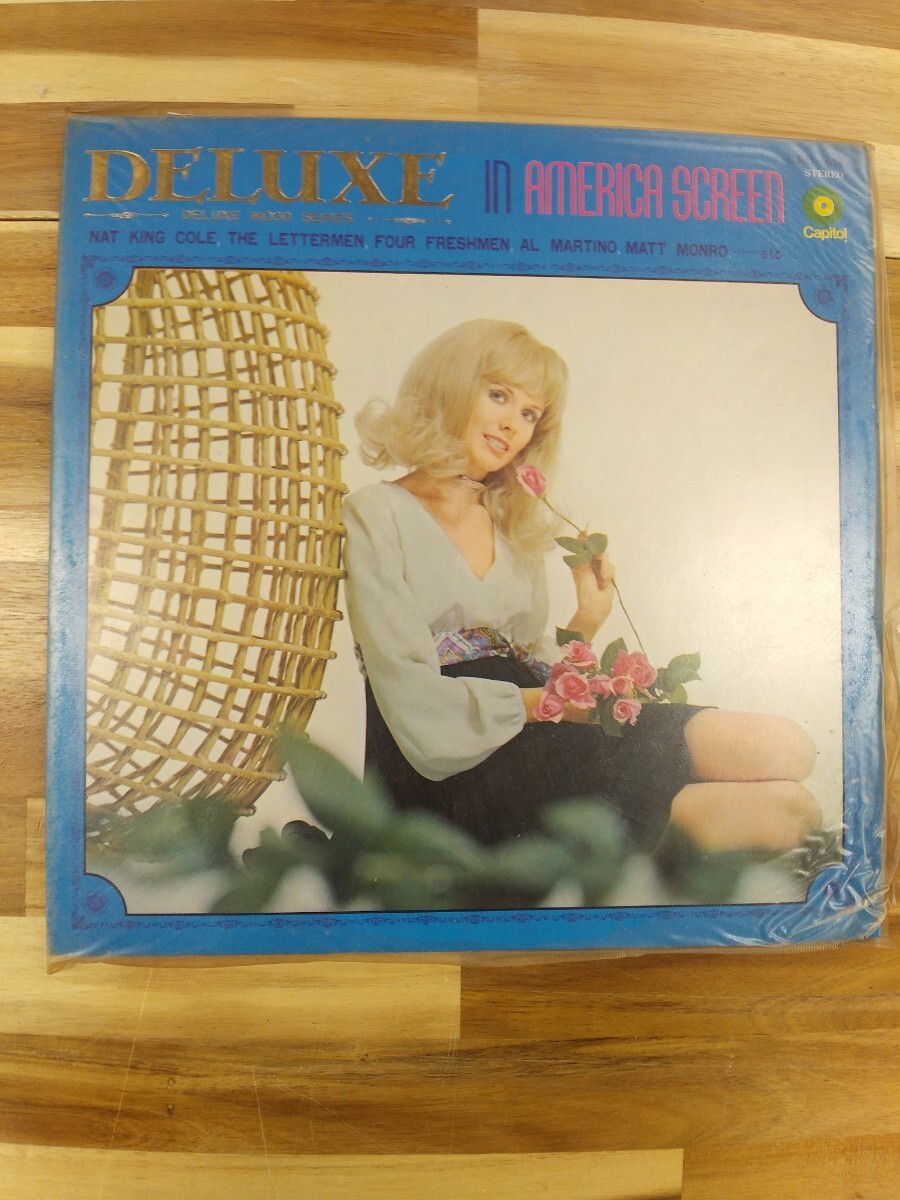 DELUXE
DELUXE MOOD SERIES
IN AMERICA SCREEN
STEREO
Capitol
NAT KING COLE, THE LETTERMEN, FOUR FRESHMEN, AL MARTINO, MATT MONRO ······etc